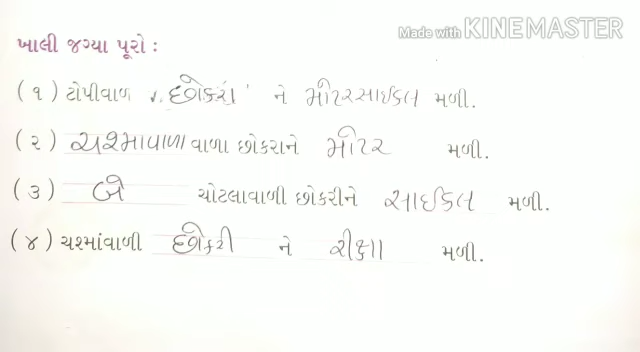 Made with KINEMASTER
ખાલી જગ્યા પૂરો :
(૧) ટોપીવાળ છોકરા ને મોટરસાઈકલ મળી.
(૨) ચશ્માવાળા વાળા છોકરાને મોટર મળી.
(૩) બે ચોટલાવાળી છોકરીને સાઈકલ મળી.
(૪) ચશ્માંવાળી છોકરી ને રીક્ષા મળી.